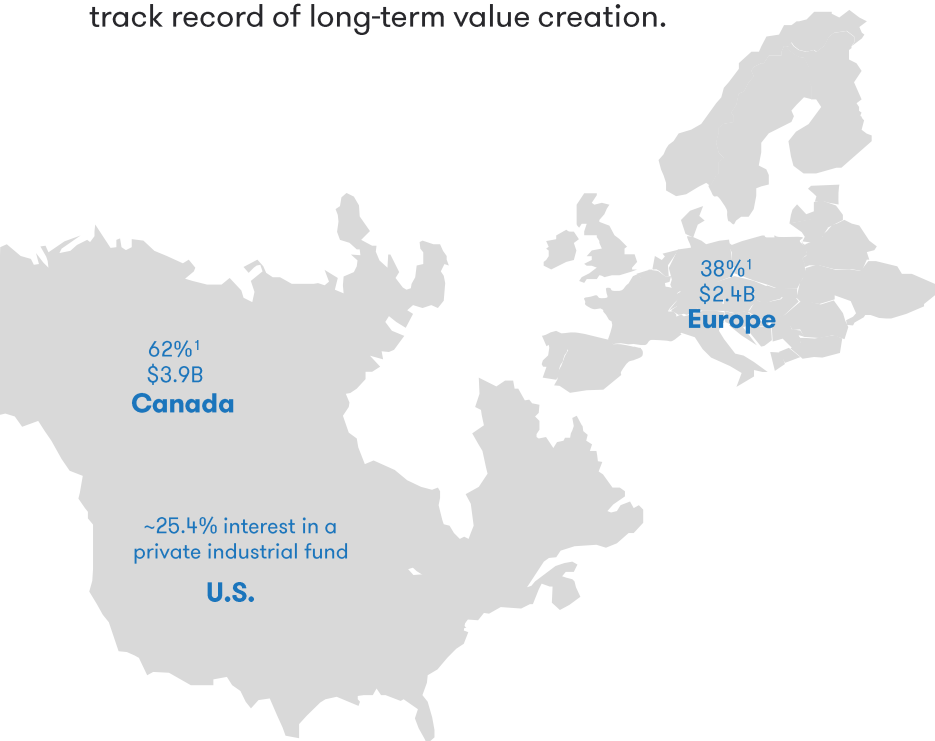 track record of long-term value creation.
38%¹
$2.4B
Europe
62%¹
$3.9B
Canada
~25.4% interest in a
private industrial fund
U.S.